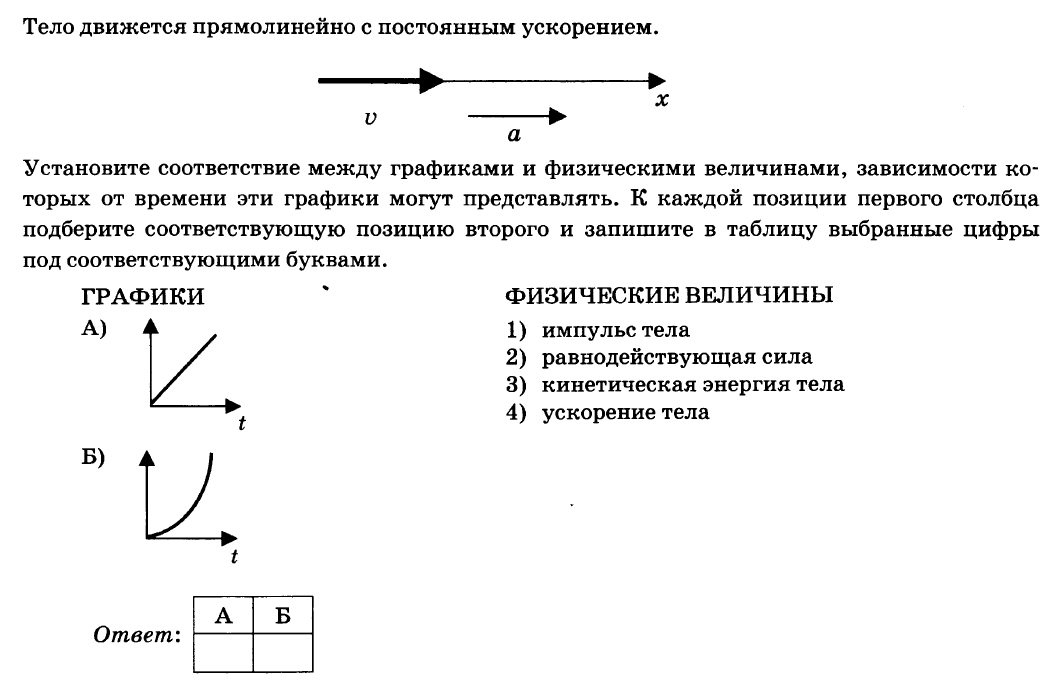 Тело движется прямолинейно с постоянным ускорением.
x
v
a
Установите соответствие между графиками и физическими величинами, зависимости ко-
торых от времени эти графики могут представлять. К каждой позиции первого столбца
подберите соответствующую позицию второго и запишите в таблицу выбранные цифры
под соответствующими буквами.
ГРАФИКИ
А)
t
Б)
t
ФИЗИЧЕСКИЕ ВЕЛИЧИНЫ
1) импульс тела
2) равнодействующая сила
3) кинетическая энергия тела
4) ускорение тела
Ответ:
А Б